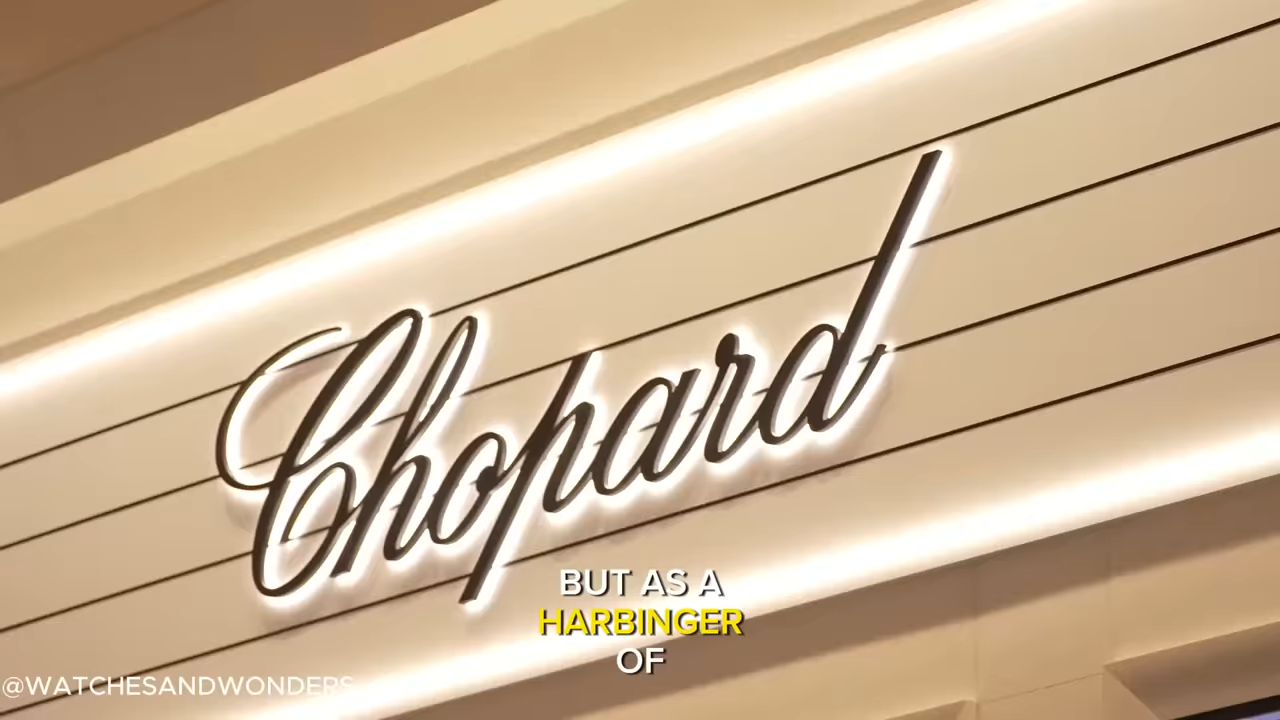 Chopard
BUT AS A
HARBINGER
OF
@WATCHESANDWONDERS